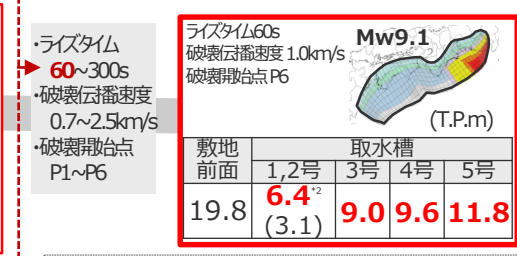 ・ライズタイム
60~300s
・破壊伝播速度
0.7~2.5km/s
・破壊開始点
P1~P6
ライズタイム60s
破壊伝播速度 1.0km/s
破壊開始点 P6
Mw9.1
(T.P.m)
敷地前面 取水槽
1,2号 3号 4号 5号
19.8 6.4*2 (3.1) 9.0 9.6 11.8